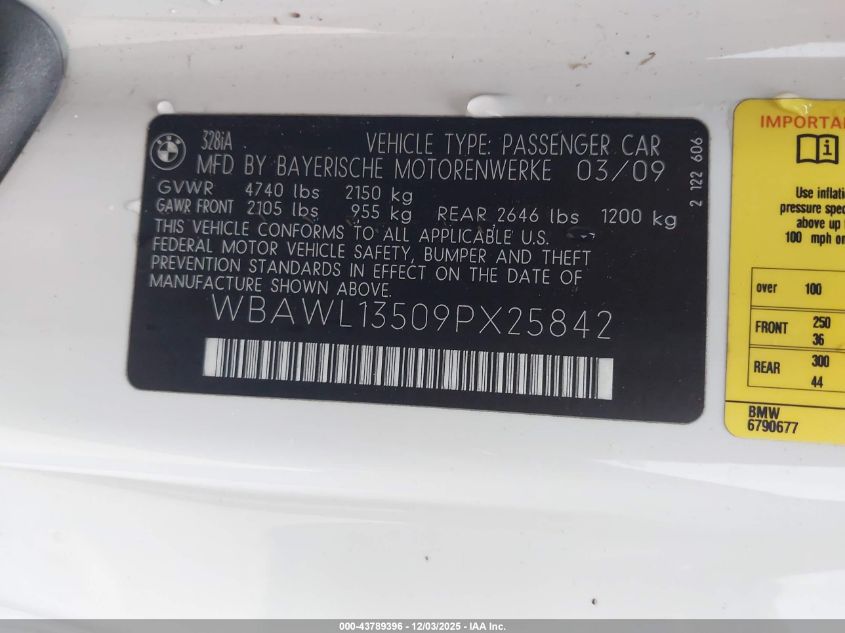 328iA VEHICLE TYPE: PASSENGER CAR
MFD BY BAYERISCHE MOTORENWERKE 03/09
GVWR 4740 lbs 2150 kg
GAWR FRONT 2105 lbs 955 kg REAR 2646 lbs 1200 kg
THIS VEHICLE CONFORMS TO ALL APPLICABLE U.S.
FEDERAL MOTOR VEHICLE SAFETY, BUMPER AND THEFT
PREVENTION STANDARDS IN EFFECT ON THE DATE OF
MANUFACTURE SHOWN ABOVE.
WBAWL13509PX25842
2 122 606
IMPORTA
Use inflati
pressure spec
above up
100 mph or
over 100
FRONT 250
36
REAR 300
44
BMW
6790677
000-43789396 - 12/03/2025 - IAA Inc.